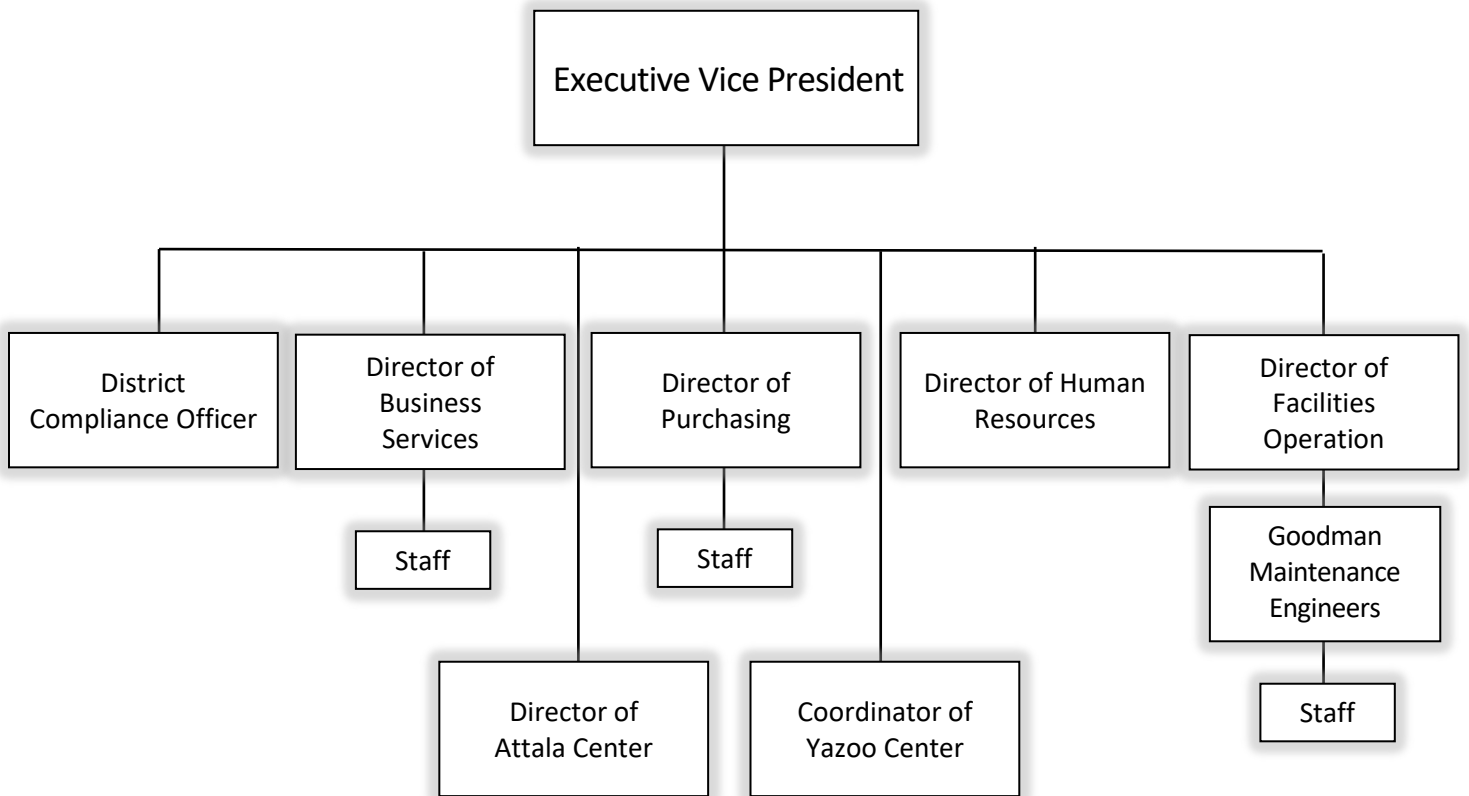 Executive Vice President
District
Compliance Officer
Director of
Business
Services
Director of
Purchasing
Director of Human
Resources
Director of
Facilities
Operation
Staff
Staff
Goodman
Maintenance
Engineers
Director of
Attala Center
Coordinator of
Yazoo Center
Staff